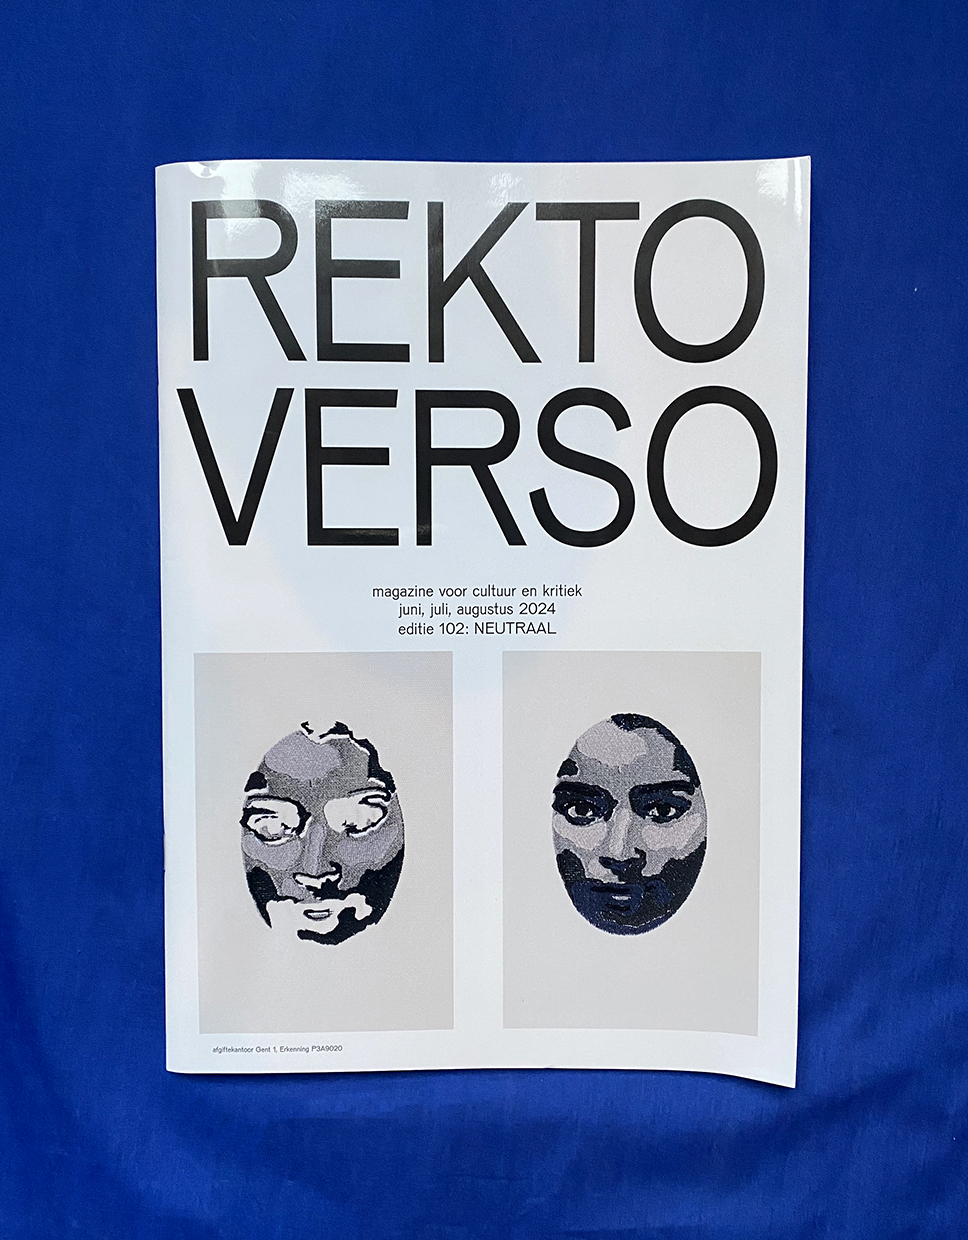 REKTO
VERSO
magazine voor cultuur en kritiek
juni, juli, augustus 2024
editie 102: NEUTRAAL
afgiftekantoor Gent 1, Erkenning P3A9020